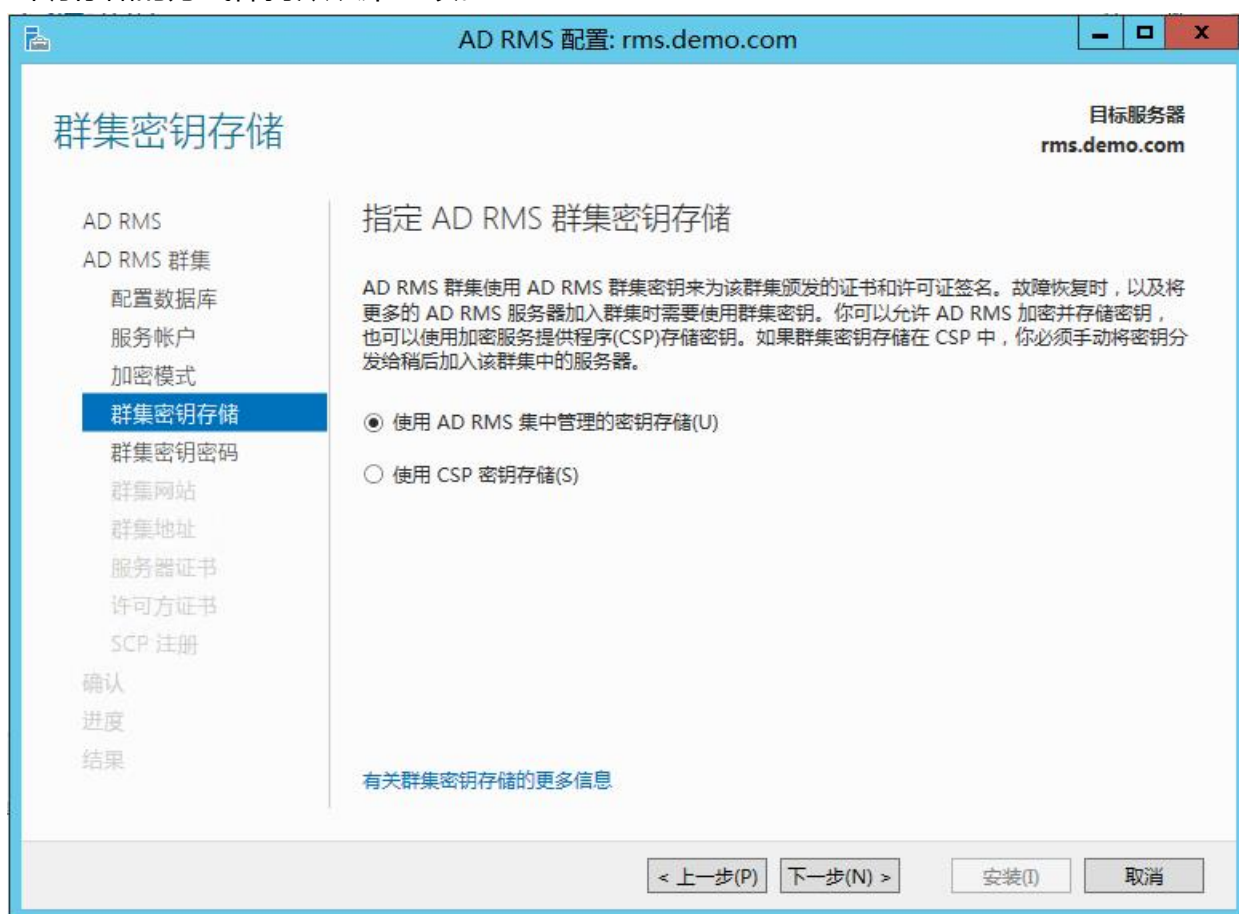 AD RMS 配置: rms.demo.com
群集密钥存储
目标服务器
rms.demo.com
AD RMS
AD RMS 群集
配置数据库
服务帐户
加密模式
群集密钥存储
群集密钥密码
群集网站
群集地址
服务器证书
许可方证书
SCP 注册
确认
进度
结果
指定 AD RMS 群集密钥存储
AD RMS 群集使用 AD RMS 群集密钥来为该群集颁发的证书和许可证签名。故障恢复时，以及将
更多的 AD RMS 服务器加入群集时需要使用群集密钥。你可以允许 AD RMS 加密并存储密钥，
也可以使用加密服务提供程序(CSP)存储密钥。如果群集密钥存储在 CSP 中，你必须手动将密钥分
发给稍后加入该群集中的服务器。
使用 AD RMS 集中管理的密钥存储(U)
使用 CSP 密钥存储(S)
有关群集密钥存储的更多信息
< 上一步(P) 下一步(N) > 安装(I) 取消